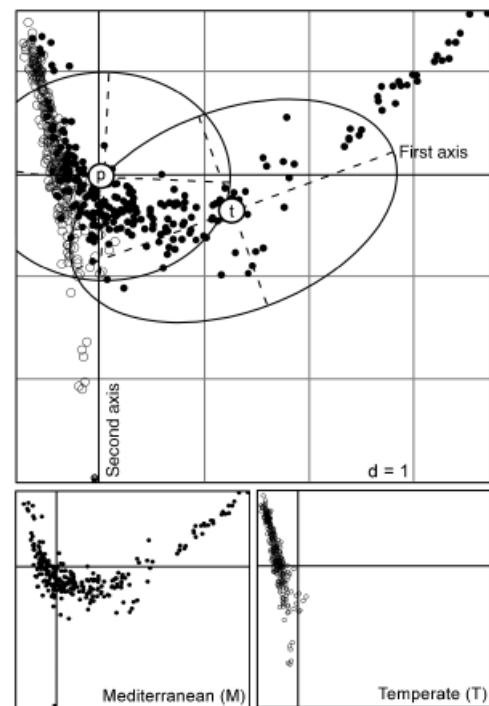 p
First axis
t
Second axis
d = 1
Mediterranean (M)
Temperate (T)